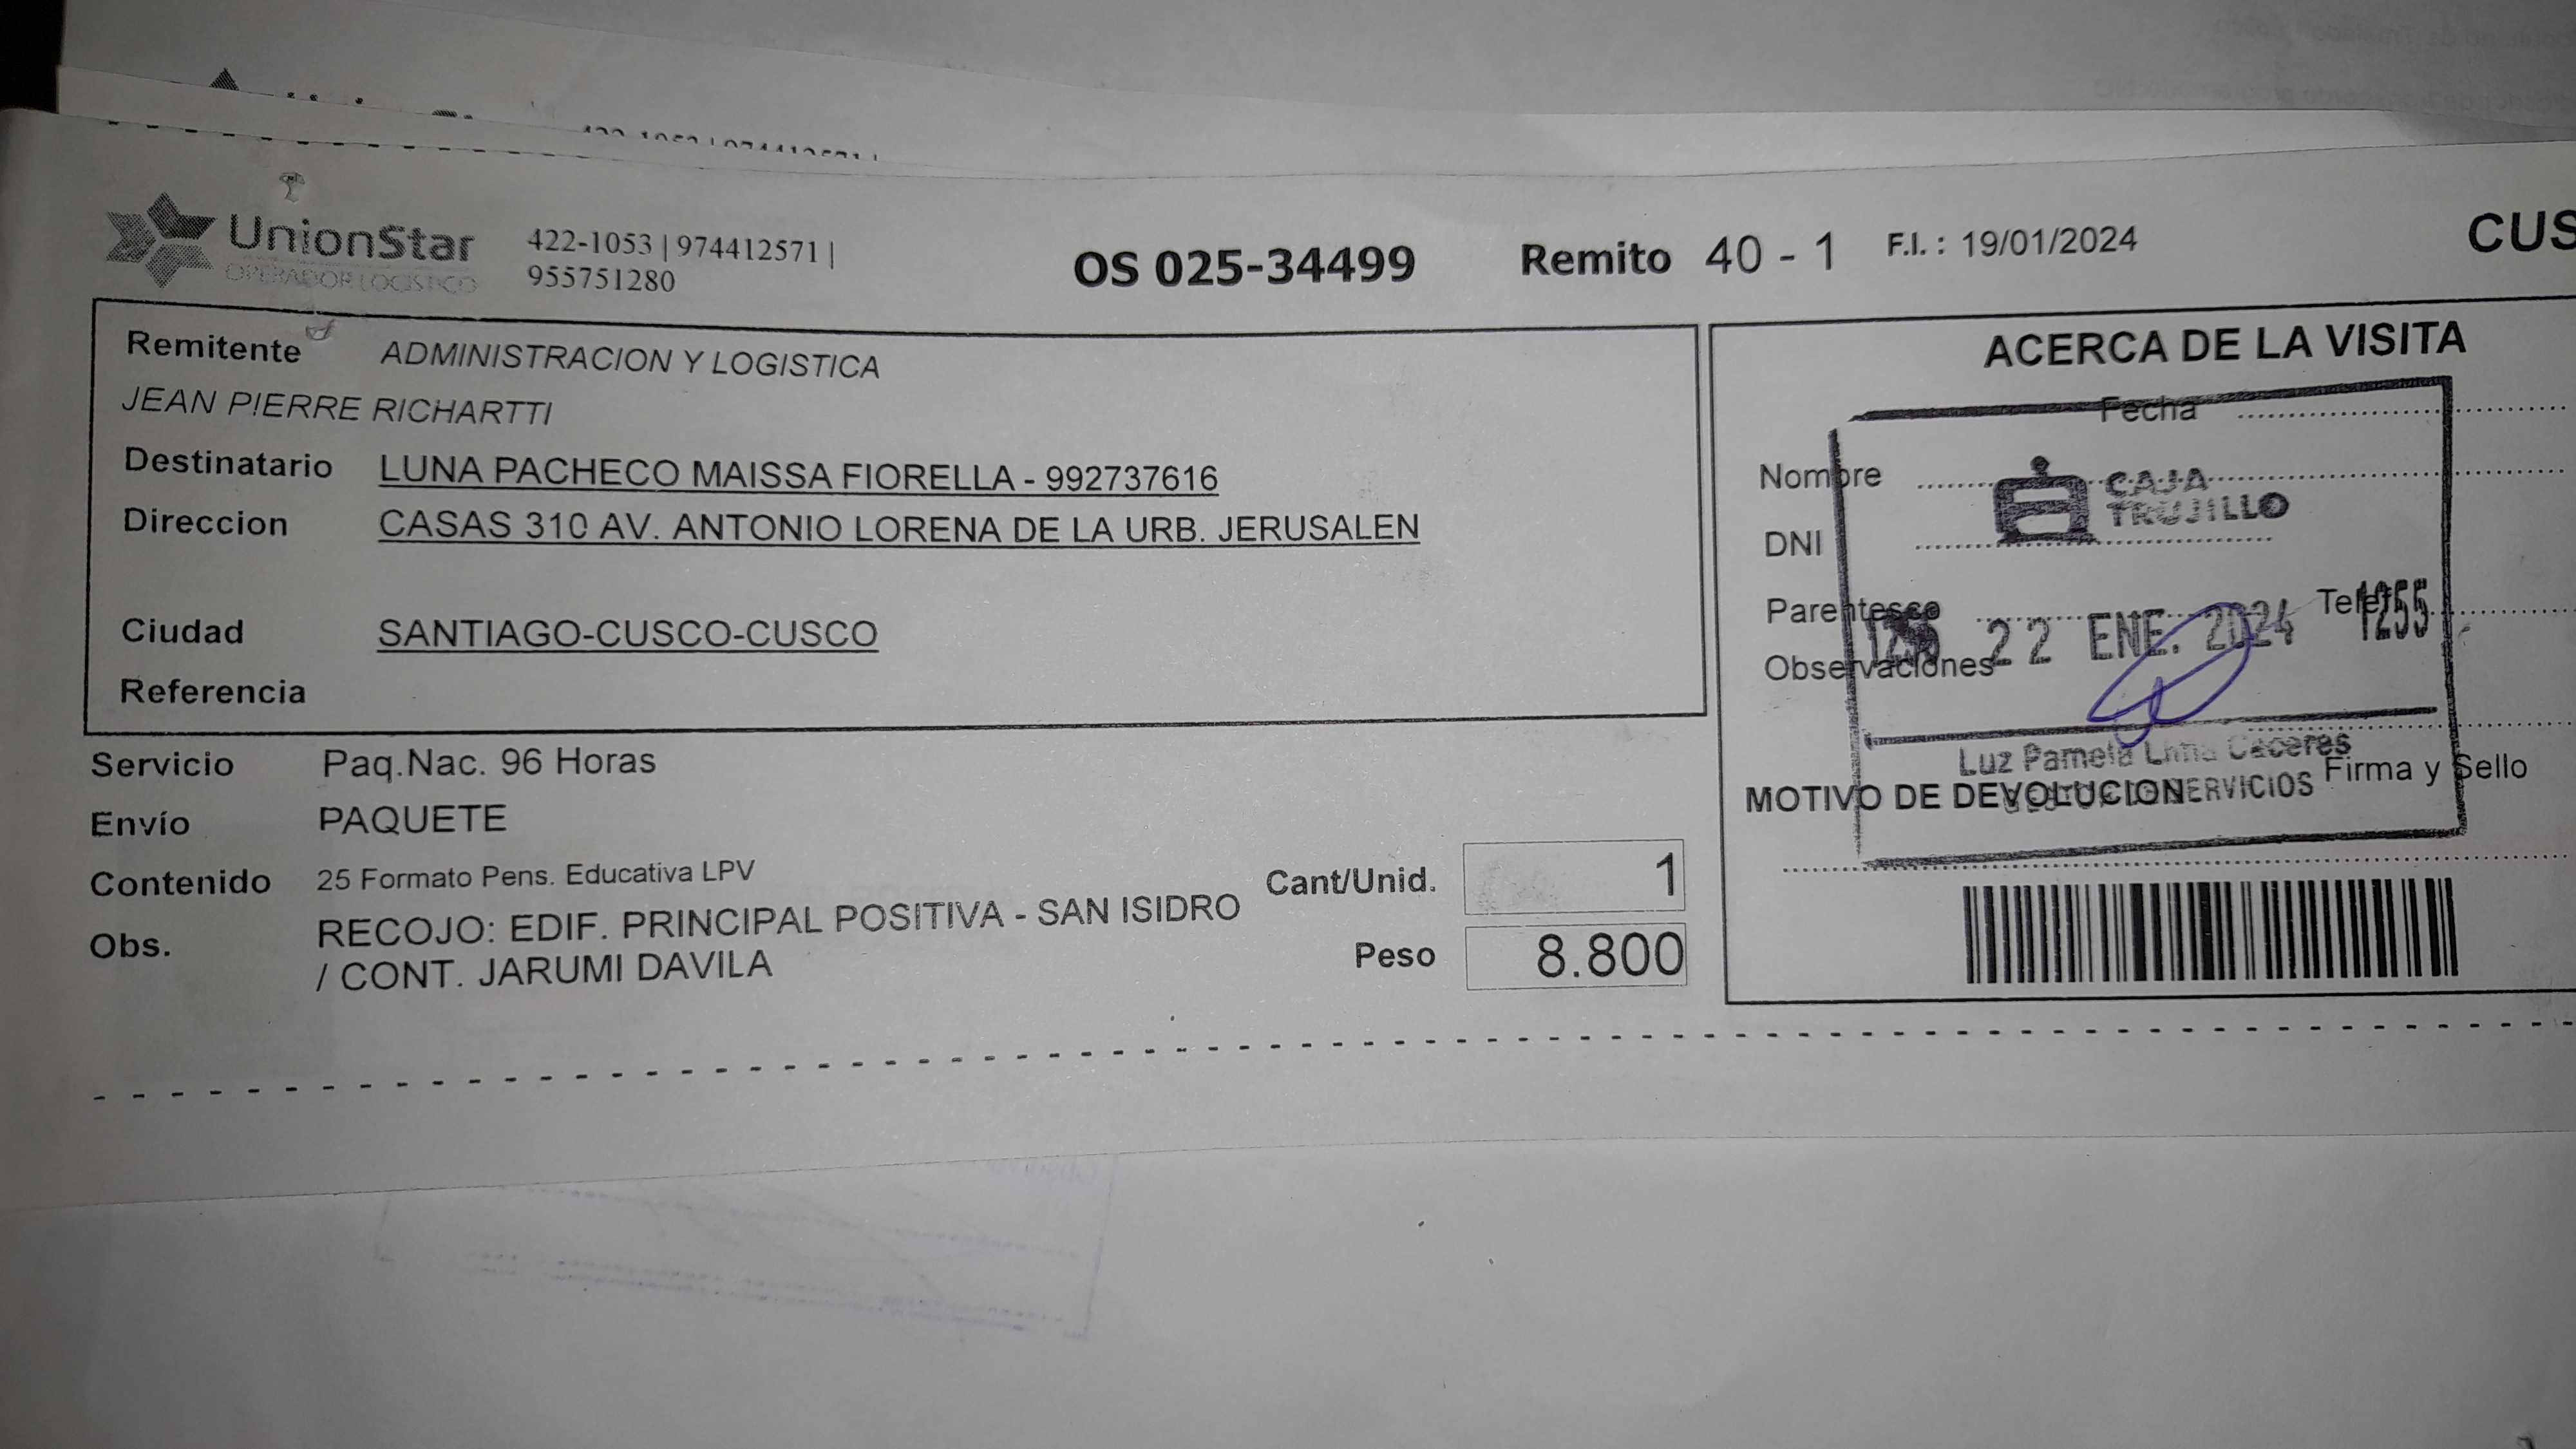 UnionStar
OPERADOR LOGISTICO
422-1053 | 974412571 |
955751280
OS 025-34499
Remito 40 - 1
F.I. : 19/01/2024
CUS
Remitente ADMINISTRACION Y LOGISTICA
JEAN PIERRE RICHARTTI
Destinatario LUNA PACHECO MAISSA FIORELLA - 992737616
Direccion CASAS 310 AV. ANTONIO LORENA DE LA URB. JERUSALEN
Ciudad SANTIAGO-CUSCO-CUSCO
Referencia
Servicio Paq.Nac. 96 Horas
Envío PAQUETE
Contenido 25 Formato Pens. Educativa LPV
Obs. RECOJO: EDIF. PRINCIPAL POSITIVA - SAN ISIDRO
/ CONT. JARUMI DAVILA
Cant/Unid. 1
Peso 8.800
ACERCA DE LA VISITA
Fecha
Nombre
CAJA
TRUJILLO
DNI
Parentesco
22 ENE. 2024
1255
Observaciones
Luz Pamela Caceres
SERVICIOS
Firma y Sello
MOTIVO DE DEVOLUCION